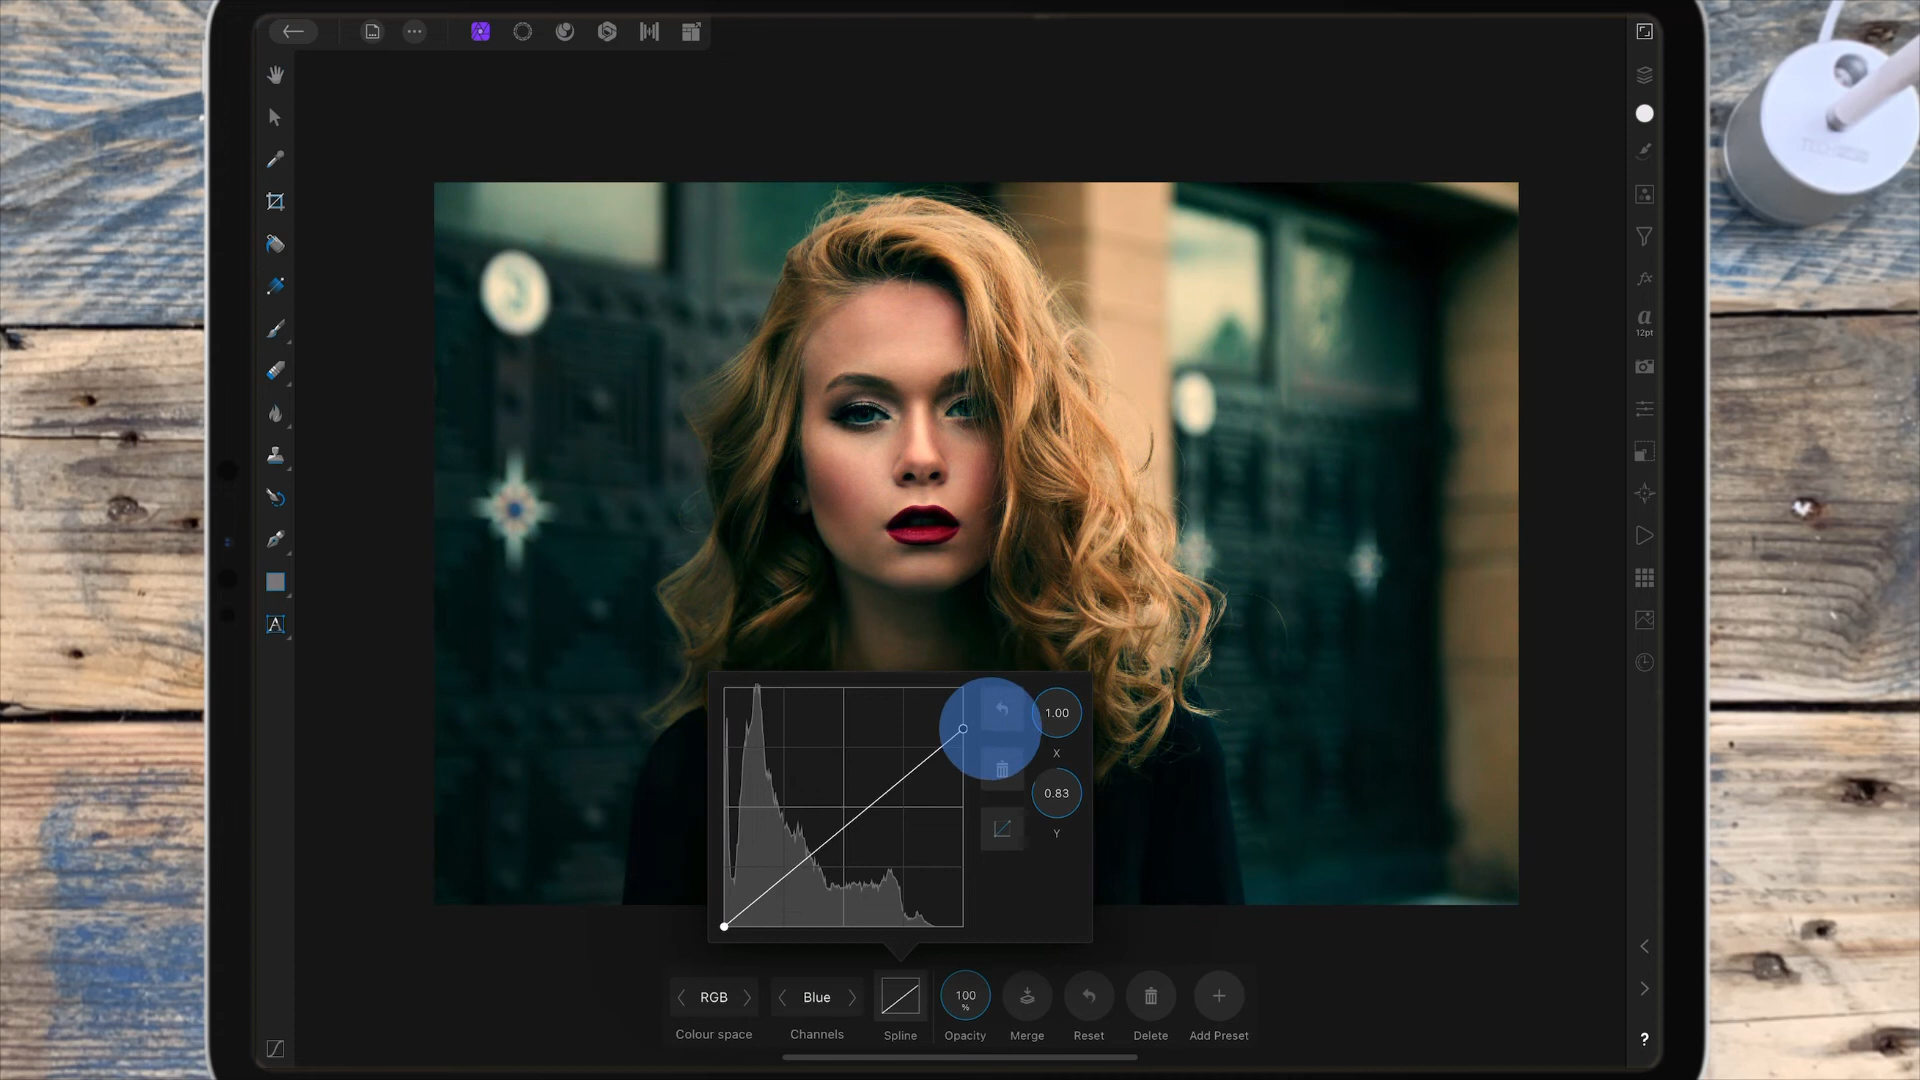 a
12pt
1.00
X
0.83
Y
RGB
Blue
100
%
Colour space
Channels
Spline
Opacity
Merge
Reset
Delete
Add Preset
A
?